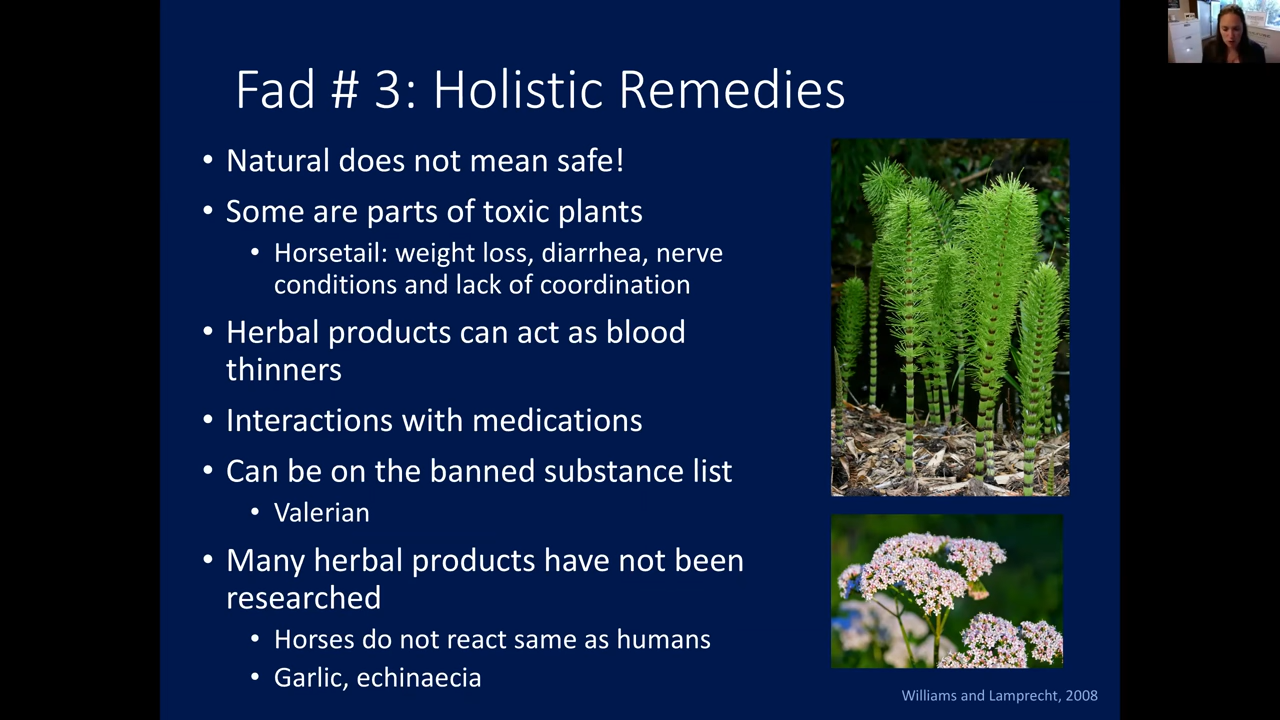 Fad # 3: Holistic Remedies
• Natural does not mean safe!
• Some are parts of toxic plants
• Horsetail: weight loss, diarrhea, nerve
conditions and lack of coordination
• Herbal products can act as blood
thinners
• Interactions with medications
• Can be on the banned substance list
• Valerian
• Many herbal products have not been
researched
• Horses do not react same as humans
• Garlic, echinaecia
Williams and Lamprecht, 2008